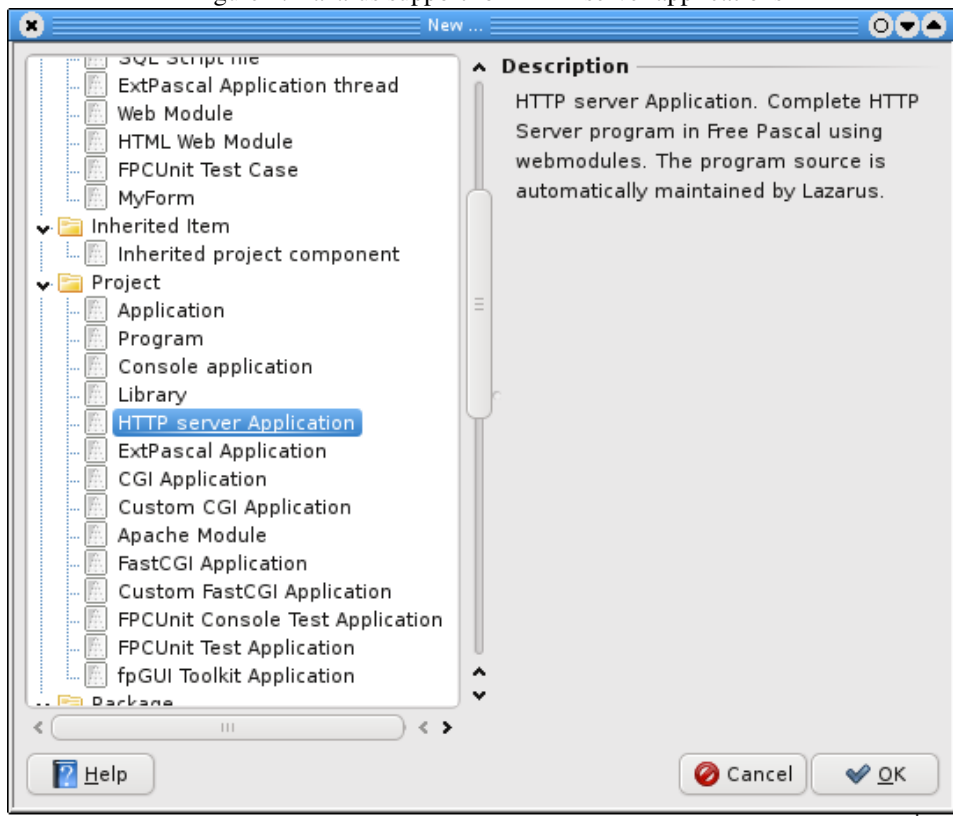 New ...
SQL Script file
ExtPascal Application thread
Web Module
HTML Web Module
FPCUnit Test Case
MyForm
Inherited Item
Inherited project component
Project
Application
Program
Console application
Library
HTTP server Application
ExtPascal Application
CGI Application
Custom CGI Application
Apache Module
FastCGI Application
Custom FastCGI Application
FPCUnit Console Test Application
FPCUnit Test Application
fpGUI Toolkit Application
Package
Description
HTTP server Application. Complete HTTP
Server program in Free Pascal using
webmodules. The program source is
automatically maintained by Lazarus.
Help
Cancel
OK